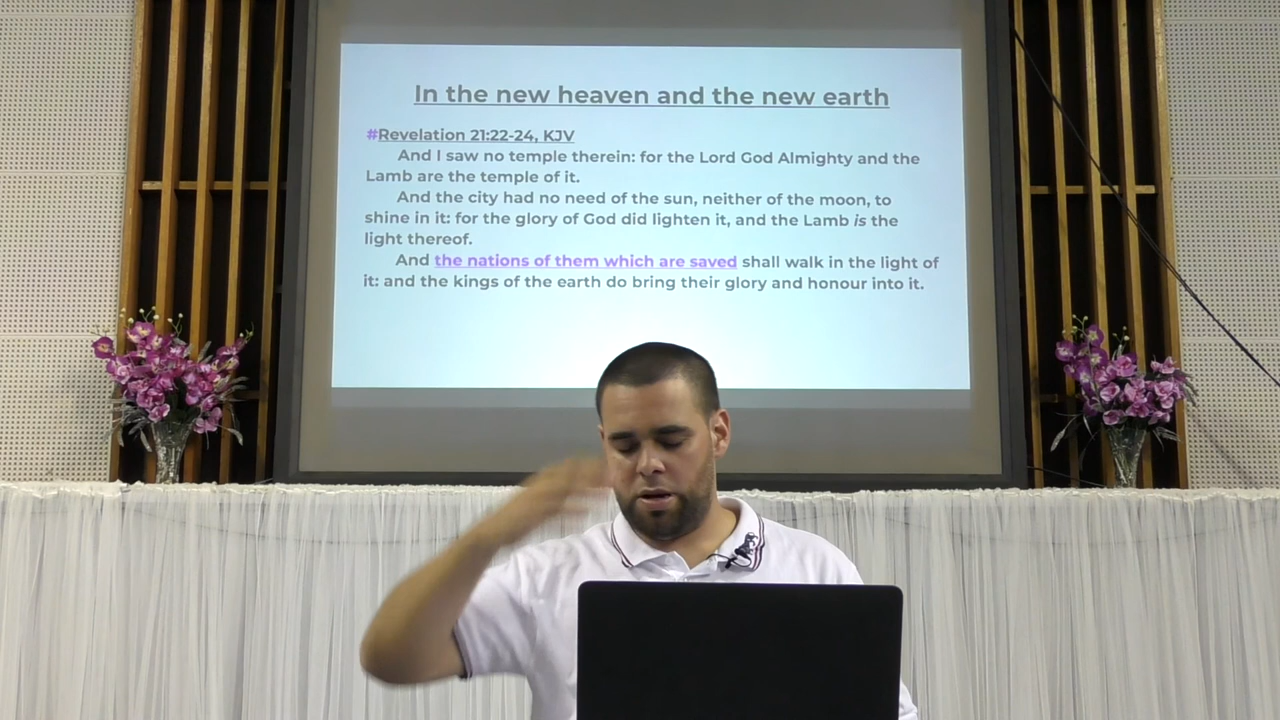 In the new heaven and the new earth
#Revelation 21:22-24, KJV
And I saw no temple therein: for the Lord God Almighty and the
Lamb are the temple of it.
And the city had no need of the sun, neither of the moon, to
shine in it: for the glory of God did lighten it, and the Lamb is the
light thereof.
And the nations of them which are saved shall walk in the light of
it: and the kings of the earth do bring their glory and honour into it.